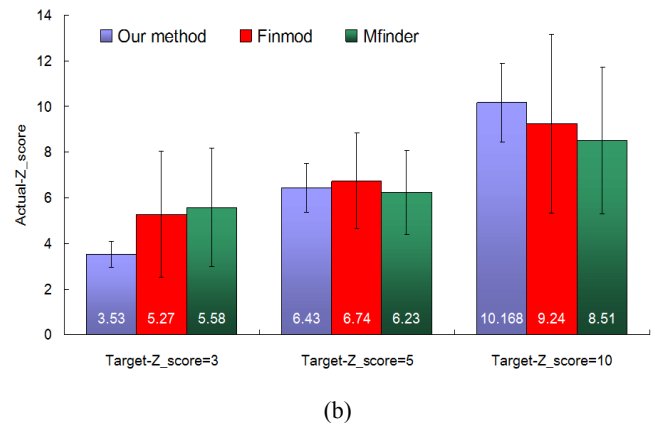 Our method Finmod Mfinder
Actual-Z_score
14
12
10
8
6
4
2
0
3.53 5.27 5.58 6.43 6.74 6.23 10.168 9.24 8.51
Target-Z_score=3 Target-Z_score=5 Target-Z_score=10
(b)